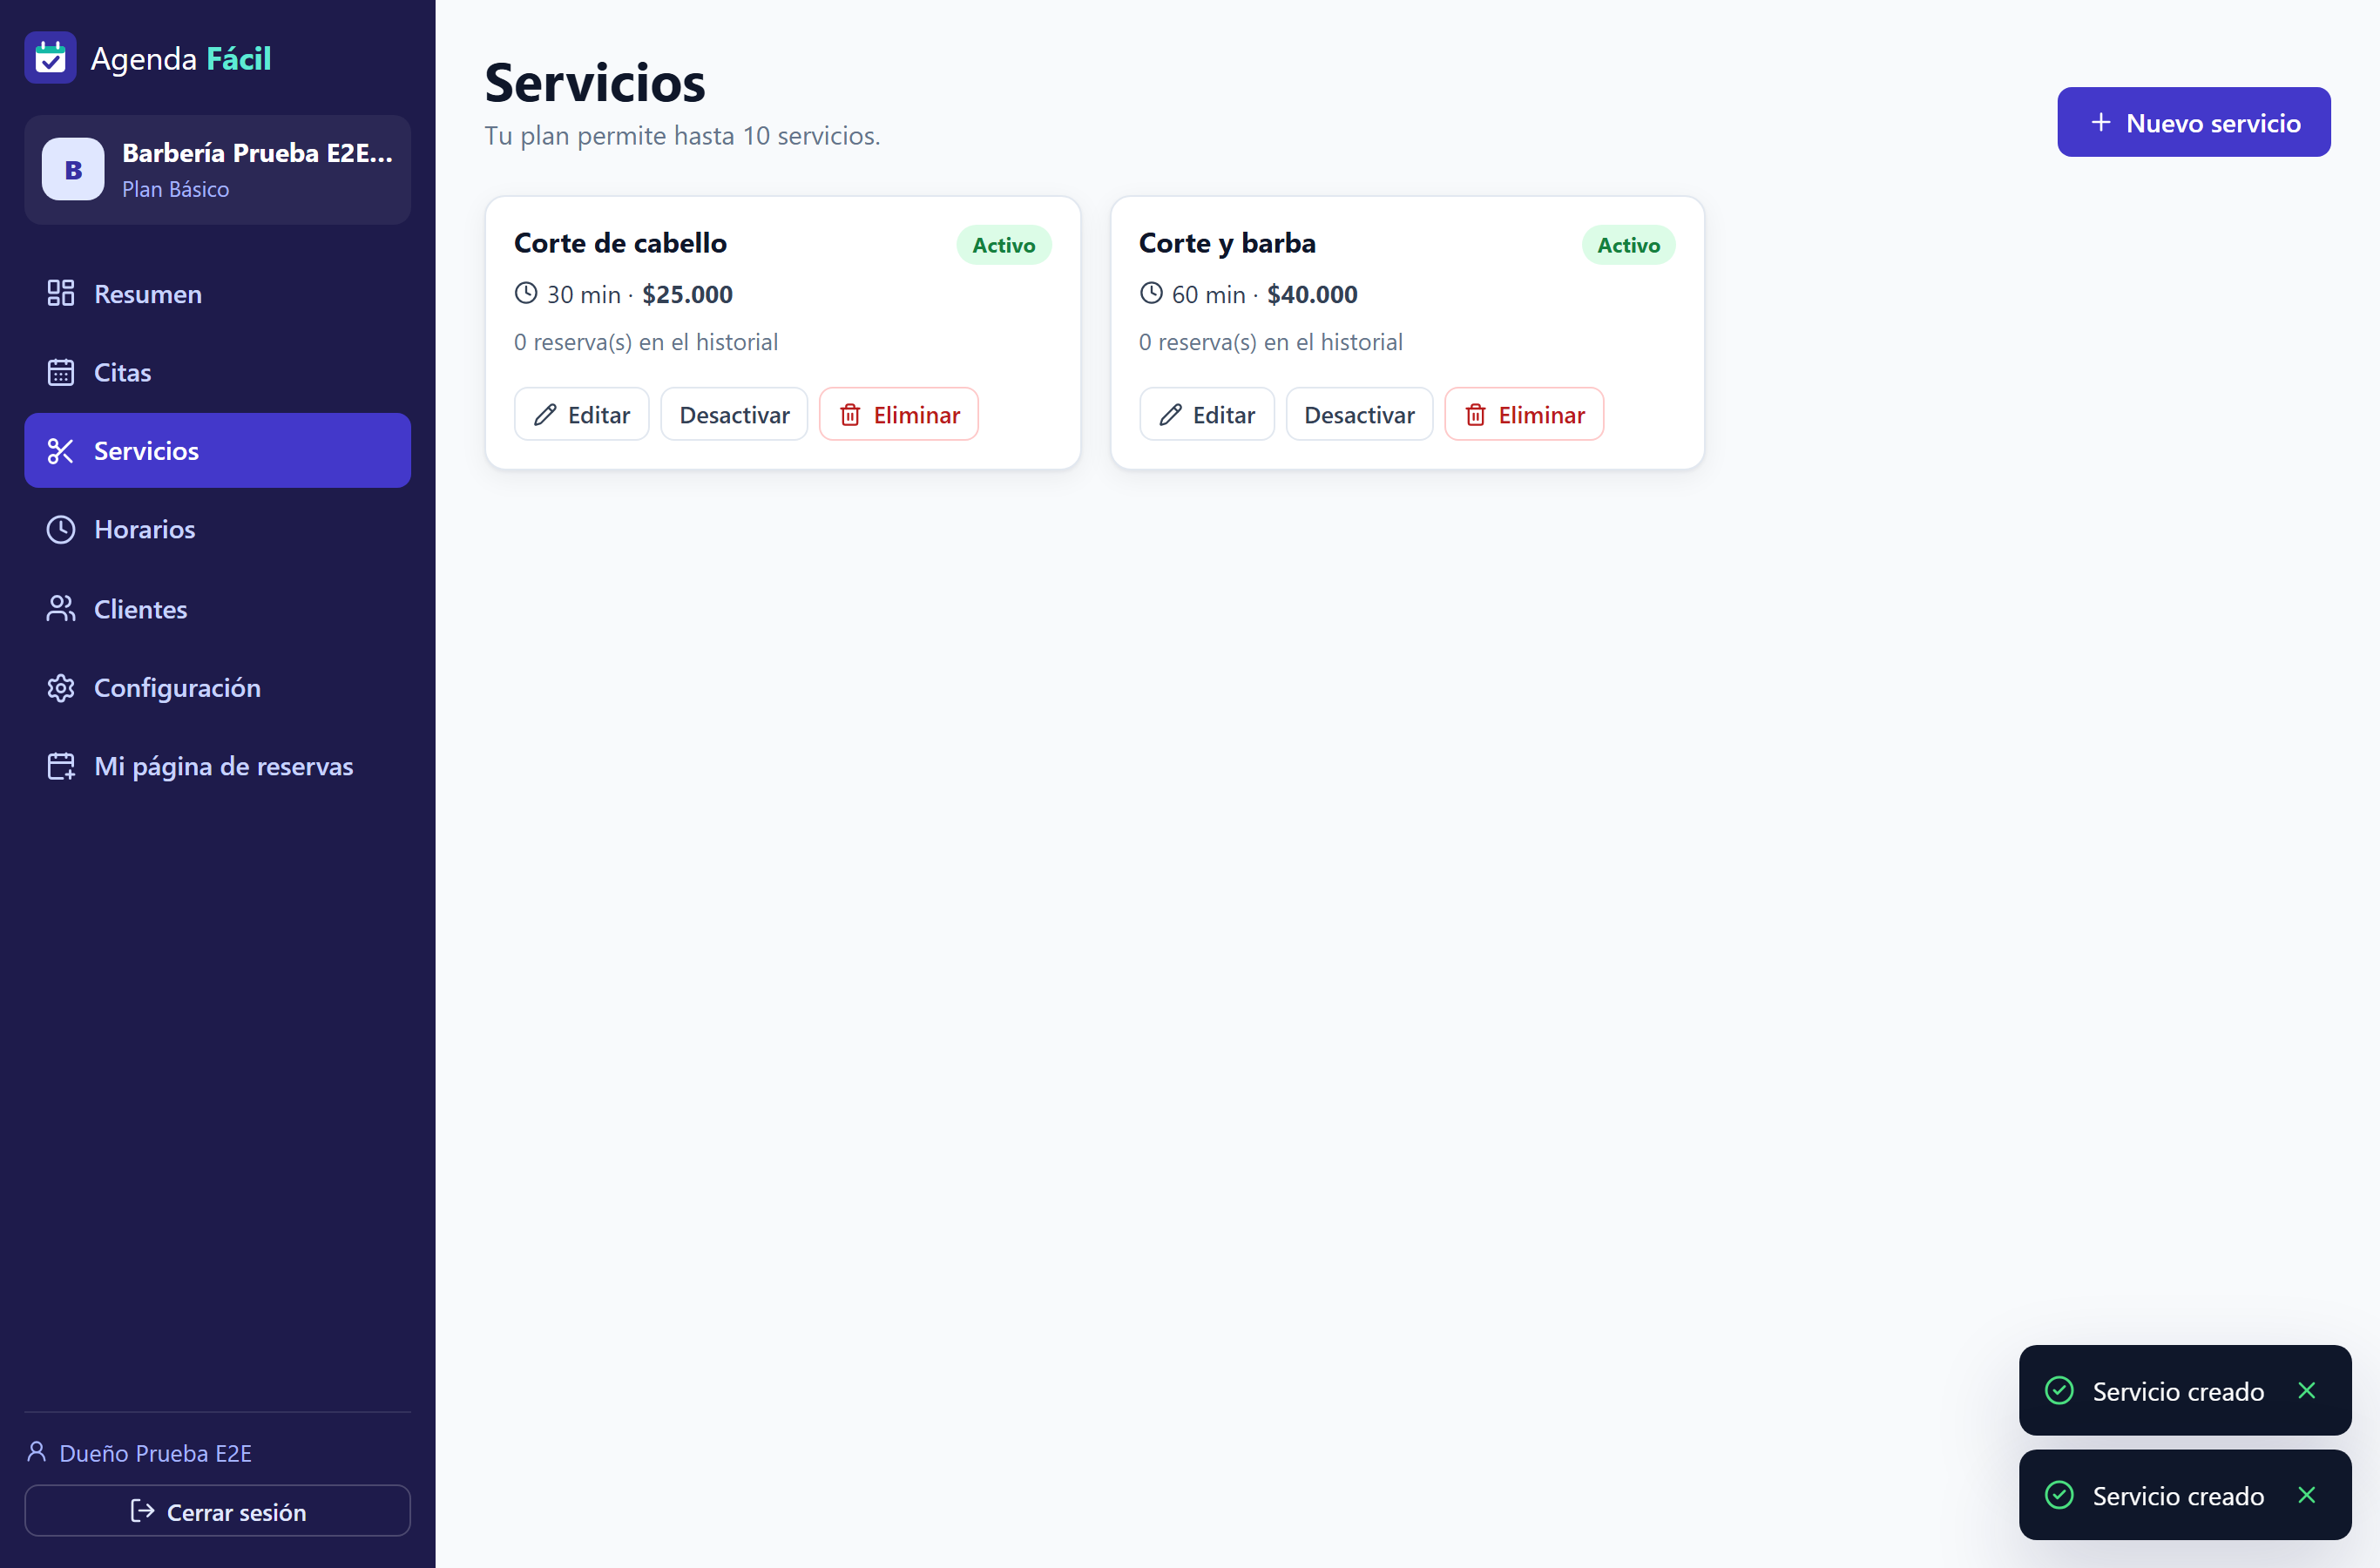 Agenda Fácil
B
Barbería Prueba E2E...
Plan Básico
Resumen
Citas
Servicios
Horarios
Clientes
Configuración
Mi página de reservas
Dueño Prueba E2E
Cerrar sesión
Servicios
Tu plan permite hasta 10 servicios.
+ Nuevo servicio
Corte de cabello
Activo
30 min · $25.000
0 reserva(s) en el historial
Editar
Desactivar
Eliminar
Corte y barba
Activo
60 min · $40.000
0 reserva(s) en el historial
Editar
Desactivar
Eliminar
Servicio creado
Servicio creado